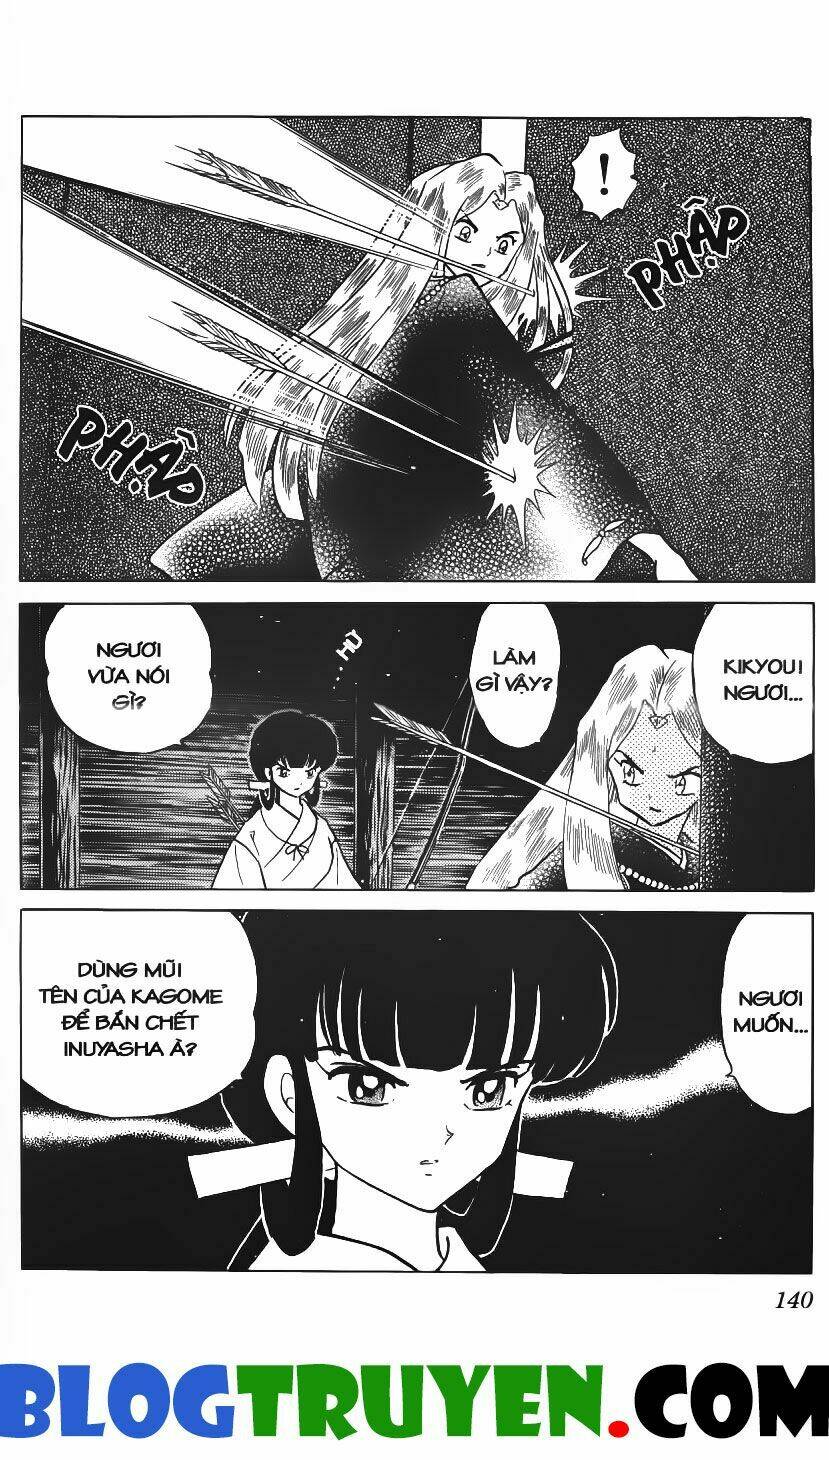 !
PHẬP
PHẬP
KIKYOU!
NGƯƠI...
LÀM
GÌ VẬY?
... HỪ
NGƯƠI
VỪA NÓI
GÌ?
NGƯƠI
MUỐN...
DÙNG MŨI
TÊN CỦA KAGOME
ĐỂ BẮN CHẾT
INUYASHA À?
140
BLOGTRUYEN.COM